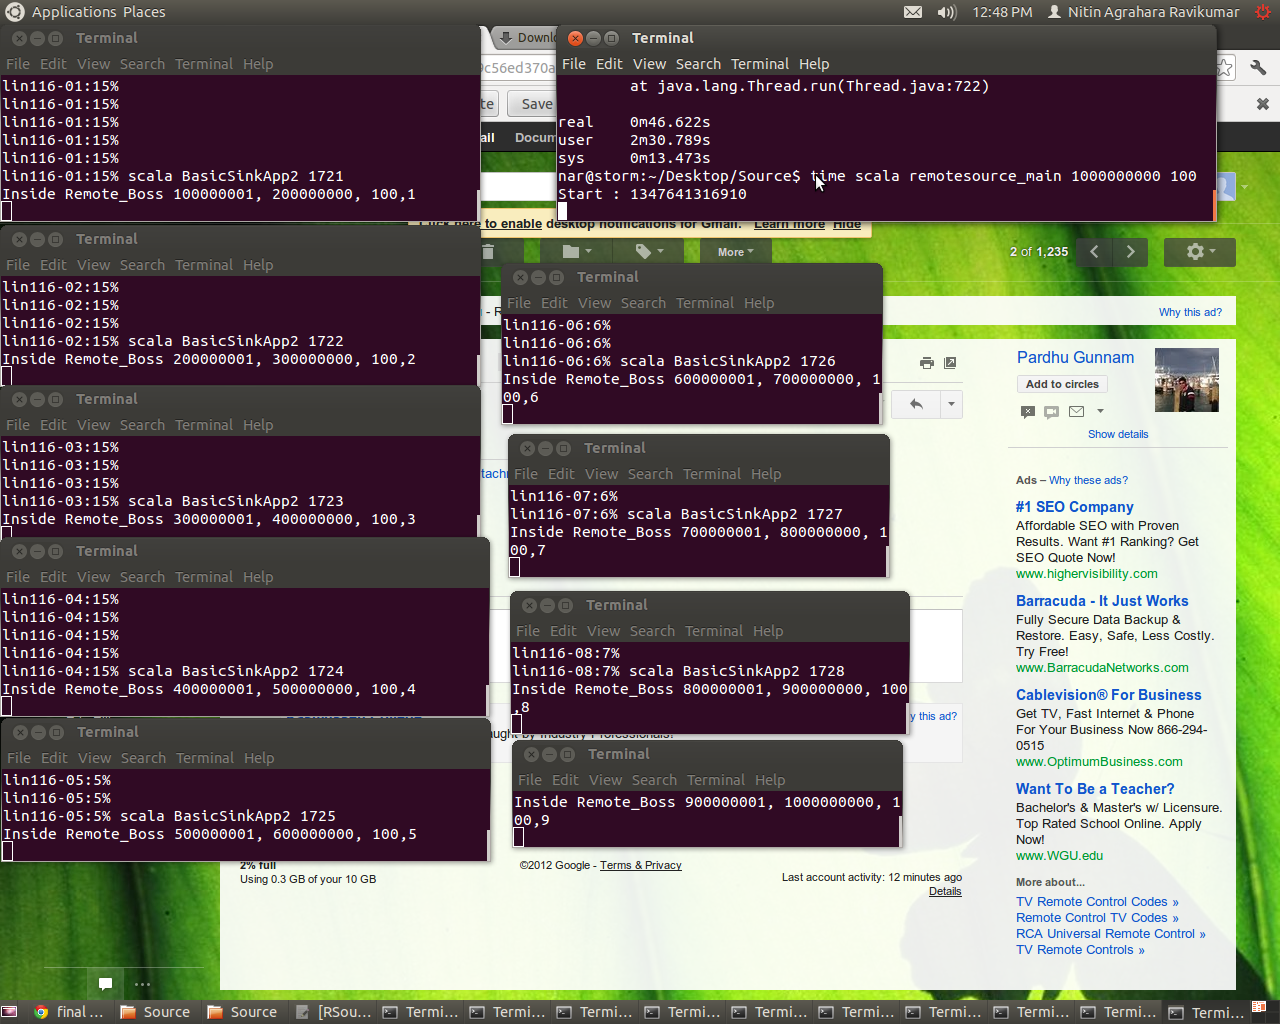 Applications Places
12:48 PM Nitin Agrahara Ravikumar
Terminal
File Edit View Search Terminal Help
lin116-01:15%
lin116-01:15%
lin116-01:15%
lin116-01:15%
lin116-01:15%
lin116-01:15% scala BasicSinkApp2 1721
Inside Remote_Boss 100000001, 200000000, 100,1
Terminal
File Edit View Search Terminal Help
at java.lang.Thread.run(Thread.java:722)
real 0m46.622s
user 2m30.789s
sys 0m13.473s
nar@storm:~/Desktop/Source$ time scala remotesource_main 1000000000 100
Start : 1347641316910
Downl
9c56ed370a
te Save
ail Docum
Click here to enable desktop notifications for Gmail. Learn more Hide
More
2 of 1,235
Terminal
File Edit View Search Terminal Help
lin116-02:15%
lin116-02:15%
lin116-02:15%
lin116-02:15% scala BasicSinkApp2 1722
Inside Remote_Boss 200000001, 300000000, 100,2
Terminal
File Edit View Search Terminal Help
lin116-03:15%
lin116-03:15%
lin116-03:15%
lin116-03:15% scala BasicSinkApp2 1723
Inside Remote_Boss 300000001, 400000000, 100,3
Terminal
File Edit View Search Terminal Help
lin116-04:15%
lin116-04:15%
lin116-04:15%
lin116-04:15%
lin116-04:15% scala BasicSinkApp2 1724
Inside Remote_Boss 400000001, 500000000, 100,4
Terminal
File Edit View Search Terminal Help
lin116-05:5%
lin116-05:5%
lin116-05:5% scala BasicSinkApp2 1725
Inside Remote_Boss 500000001, 600000000, 100,5
Terminal
File Edit View Search Terminal Help
lin116-06:6%
lin116-06:6%
lin116-06:6% scala BasicSinkApp2 1726
Inside Remote_Boss 600000001, 700000000, 1
00,6
Terminal
File Edit View Search Terminal Help
lin116-07:6%
lin116-07:6% scala BasicSinkApp2 1727
Inside Remote_Boss 700000001, 800000000, 1
00,7
Terminal
File Edit View Search Terminal Help
lin116-08:7%
lin116-08:7% scala BasicSinkApp2 1728
Inside Remote_Boss 800000001, 900000000, 100
,8
Terminal
File Edit View Search Terminal Help
Inside Remote_Boss 900000001, 1000000000, 1
00,9
- R
tachr
y this ad?
aught by Industry Professionals!
Why this ad?
Pardhu Gunnam
Add to circles
Show details
Ads – Why these ads?
#1 SEO Company
Affordable SEO with Proven
Results. Want #1 Ranking? Get
SEO Quote Now!
www.highervisibility.com
Barracuda - It Just Works
Fully Secure Data Backup &
Restore. Easy, Safe, Less Costly.
Try Free!
www.BarracudaNetworks.com
Cablevision® For Business
Get TV, Fast Internet & Phone
For Your Business Now 866-294-
0515
www.OptimumBusiness.com
Want To Be a Teacher?
Bachelor's & Master's w/ Licensure.
Top Rated School Online. Apply
Now!
www.WGU.edu
More about...
TV Remote Control Codes »
Remote Control TV Codes »
RCA Universal Remote Control »
TV Remote Controls »
2% full
Using 0.3 GB of your 10 GB
©2012 Google - Terms & Privacy
Last account activity: 12 minutes ago
Details
final ... Source Source [RSou... Termi... Termi... Termi... Termi... Termi... Termi... Termi... Termi... Termi... Termi...